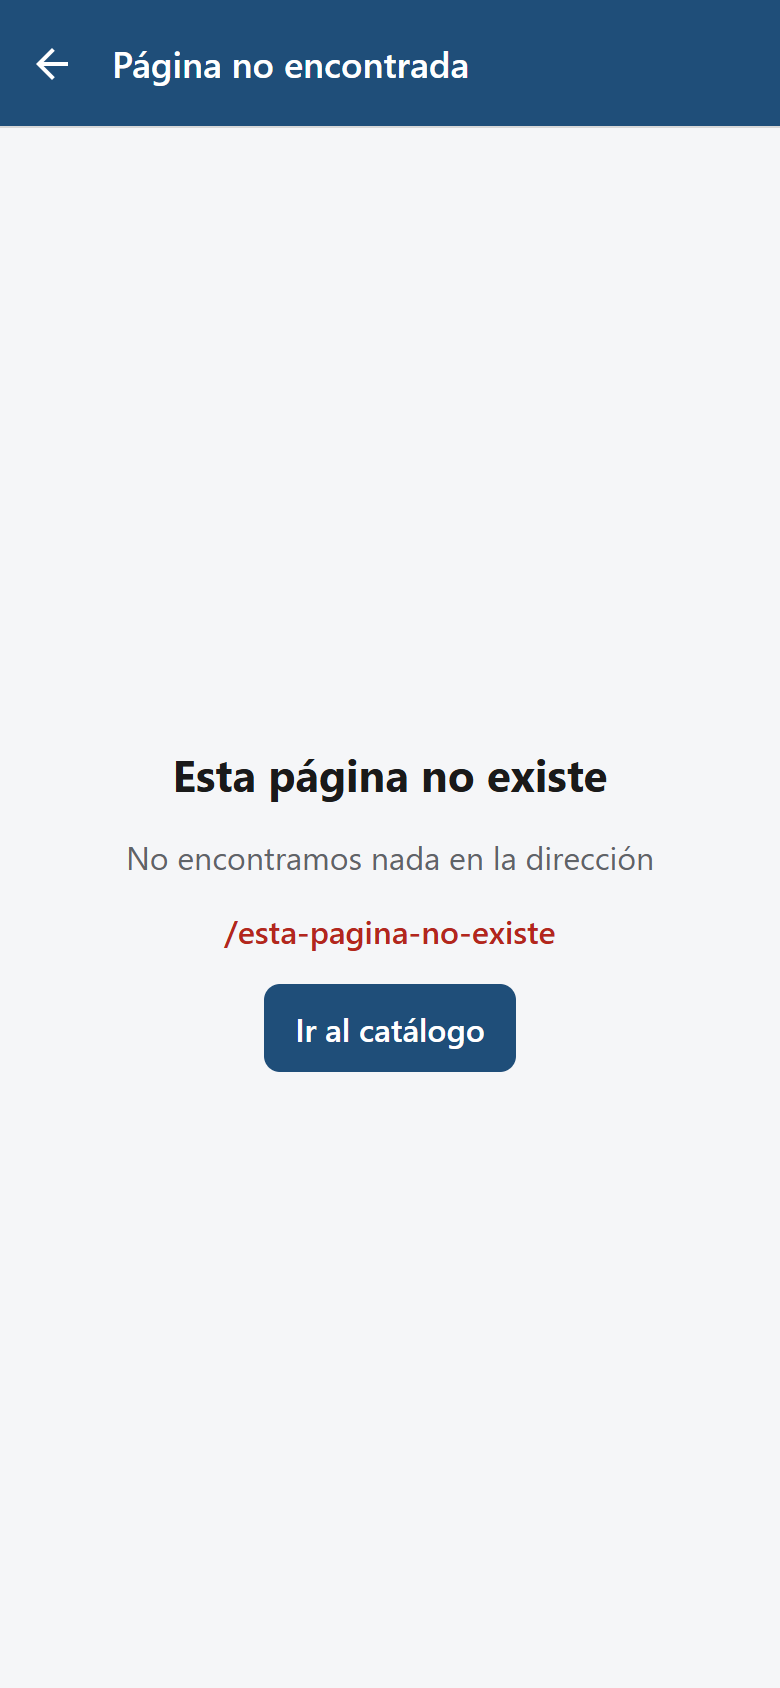 Página no encontrada
Esta página no existe
No encontramos nada en la dirección
/esta-pagina-no-existe
Ir al catálogo